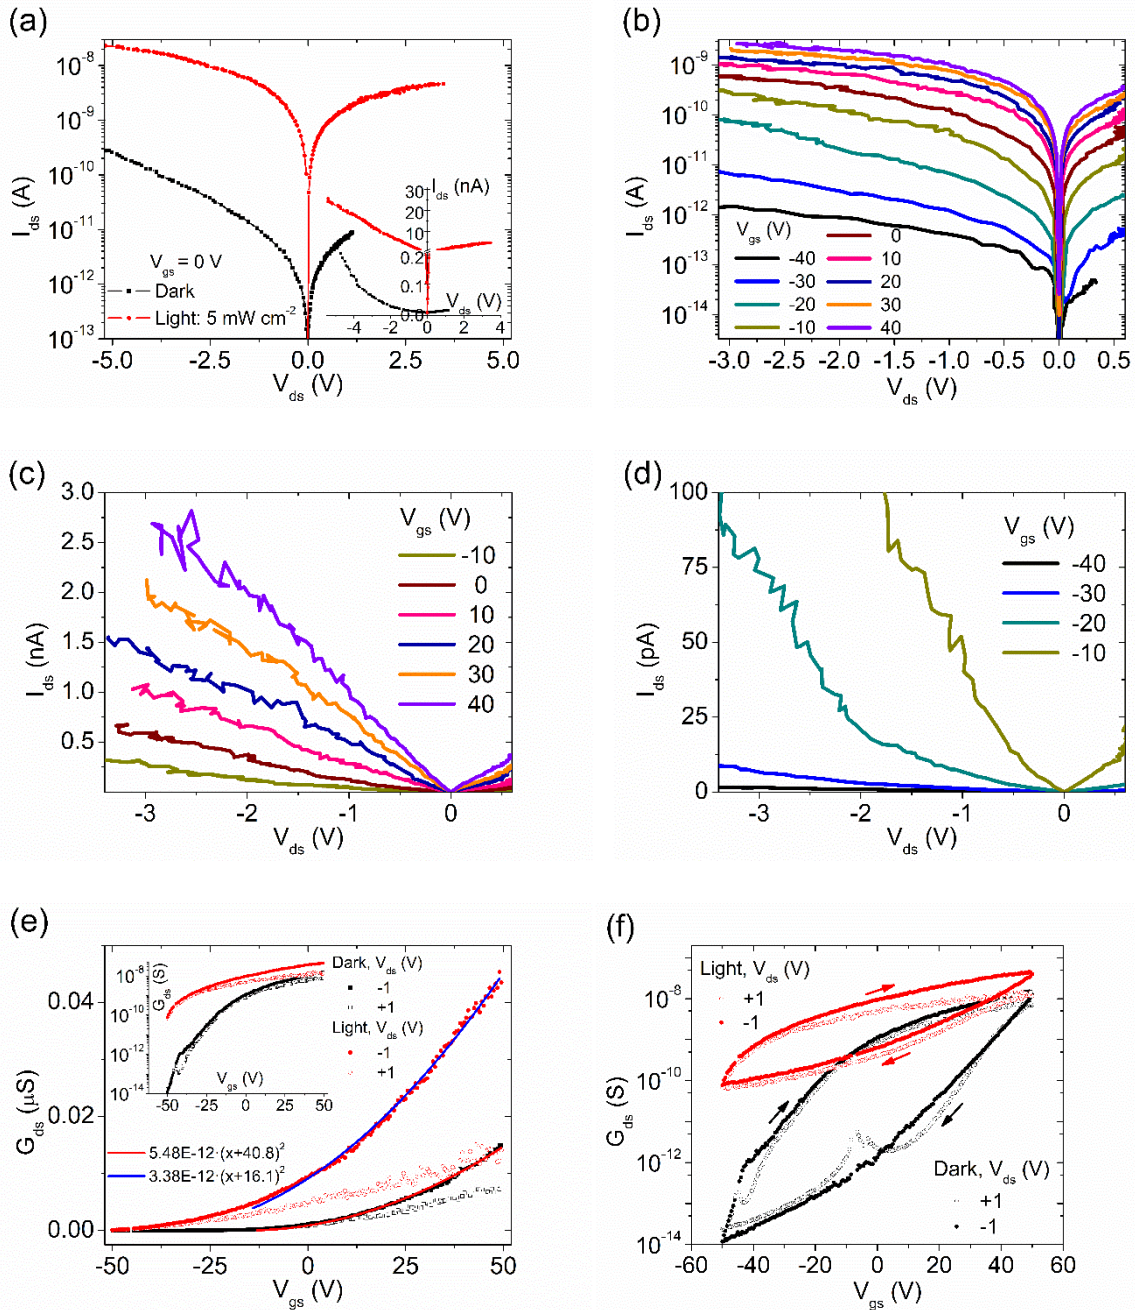 (a)
10⁻⁸
10⁻⁹
10⁻¹⁰
10⁻¹¹
10⁻¹²
10⁻¹³
I_ds (A)
V_gs = 0 V
Dark
Light: 5 mW cm⁻²
I_ds (nA)
30
20
10
0.2
0.1
0.0
V_ds (V)
-4 -2 0 2 4
-5.0 -2.5 0.0 2.5 5.0
V_ds (V)
(b)
10⁻⁹
10⁻¹⁰
10⁻¹¹
10⁻¹²
10⁻¹³
10⁻¹⁴
I_ds (A)
V_gs (V)
-40
-30
-20
-10
0
10
20
30
40
-3.0 -2.5 -2.0 -1.5 -1.0 -0.5 0.0 0.5
V_ds (V)
(c)
3.0
2.5
2.0
1.5
1.0
0.5
I_ds (nA)
V_gs (V)
-10
0
10
20
30
40
-3 -2 -1 0
V_ds (V)
(d)
100
75
50
25
0
I_ds (pA)
V_gs (V)
-40
-30
-20
-10
-3 -2 -1 0
V_ds (V)
(e)
0.04
0.02
0.00
G_ds (µS)
G_ds (S)
10⁻⁸
10⁻¹⁰
10⁻¹²
10⁻¹⁴
V_gs (V)
-50 -25 0 25 50
Dark, V_ds (V)
-1
+1
Light, V_ds (V)
-1
+1
5.48E-12·(x+40.8)²
3.38E-12·(x+16.1)²
-50 -25 0 25 50
V_gs (V)
(f)
Light, V_ds (V)
+1
-1
10⁻⁸
10⁻¹⁰
10⁻¹²
10⁻¹⁴
G_ds (S)
Dark, V_ds (V)
+1
-1
-60 -40 -20 0 20 40 60
V_gs (V)